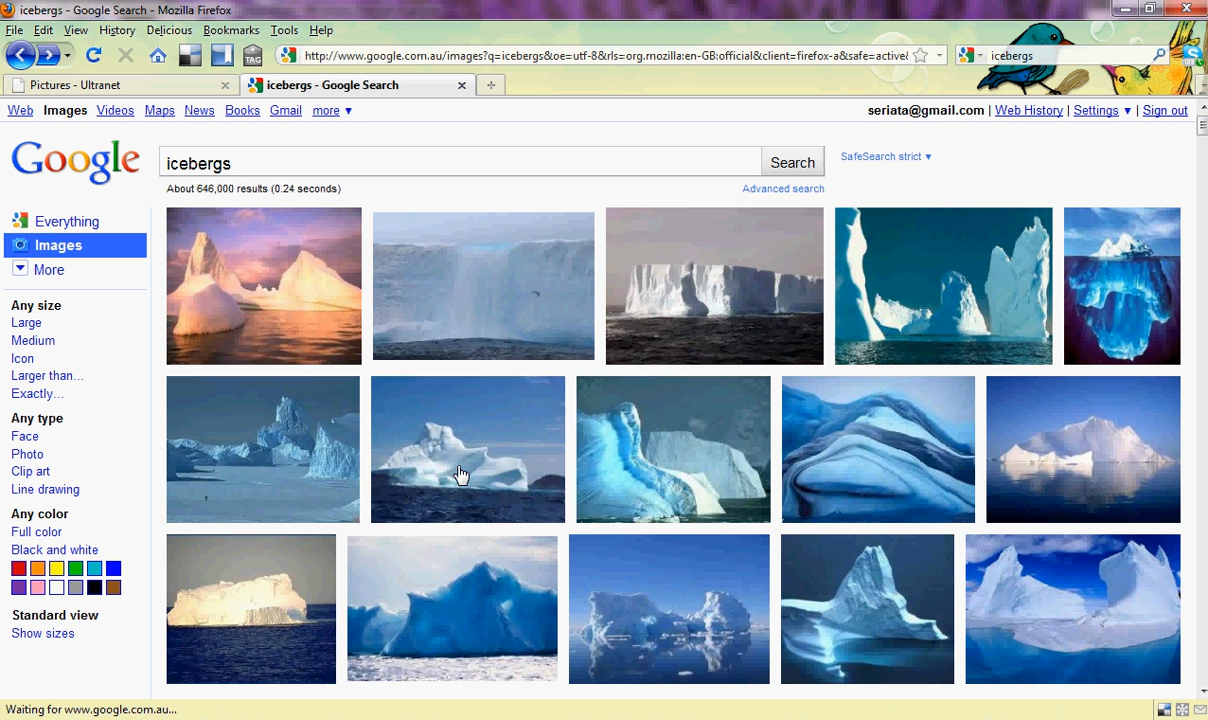 icebergs - Google Search - Mozilla Firefox
File Edit View History Delicious Bookmarks Tools Help
TAG http://www.google.com.au/images?q=icebergs&oe=utf-8&rls=org.mozilla:en-GB:official&client=firefox-a&safe=active& icebergs
Pictures - Ultranet icebergs - Google Search
Web Images Videos Maps News Books Gmail more ▼ seriata@gmail.com | Web History | Settings ▼ | Sign out
Google icebergs Search SafeSearch strict ▼
About 646,000 results (0.24 seconds) Advanced search
Everything
Images
More
Any size
Large
Medium
Icon
Larger than...
Exactly...
Any type
Face
Photo
Clip art
Line drawing
Any color
Full color
Black and white
Standard view
Show sizes
Waiting for www.google.com.au...